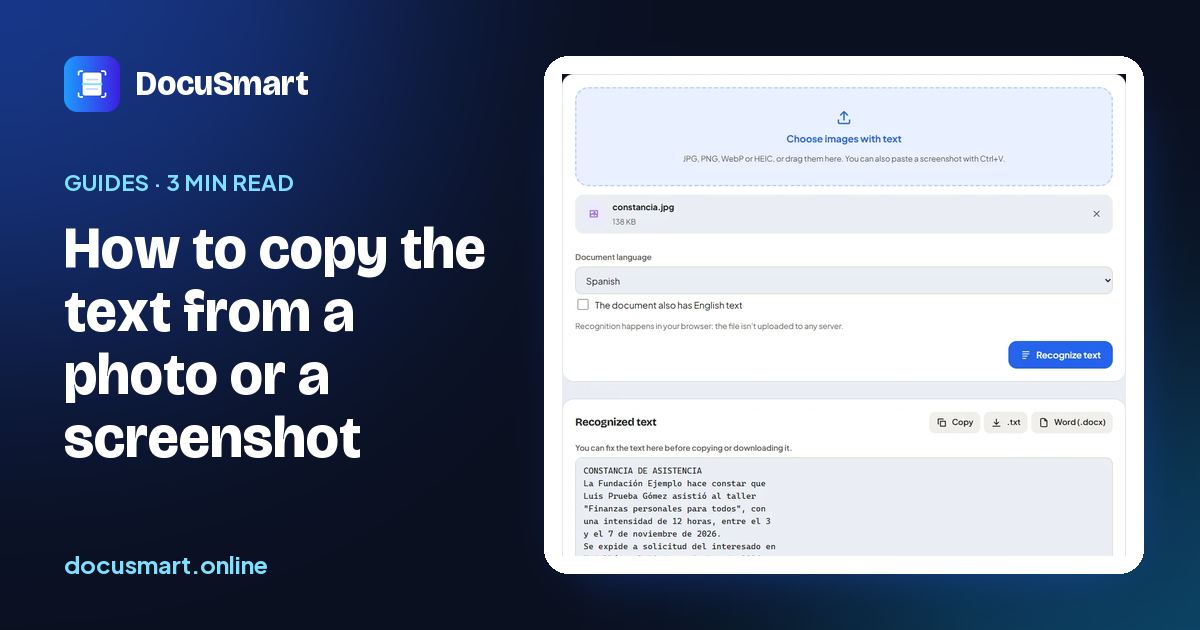 DocuSmart
GUIDES · 3 MIN READ
How to copy the
text from a
photo or a
screenshot
docusmart.online
Choose images with text
JPG, PNG, WebP or HEIC, or drag them here. You can also paste a screenshot with Ctrl+V.
constancia.jpg
138 KB
Document language
Spanish
The document also has English text
Recognition happens in your browser: the file isn't uploaded to any server.
Recognize text
Recognized text
Copy
.txt
Word (.docx)
You can fix the text here before copying or downloading it.
CONSTANCIA DE ASISTENCIA
La Fundación Ejemplo hace constar que
Luis Prueba Gómez asistió al taller
"Finanzas personales para todos", con
una intensidad de 12 horas, entre el 3
y el 7 de noviembre de 2026.
Se expide a solicitud del interesado en